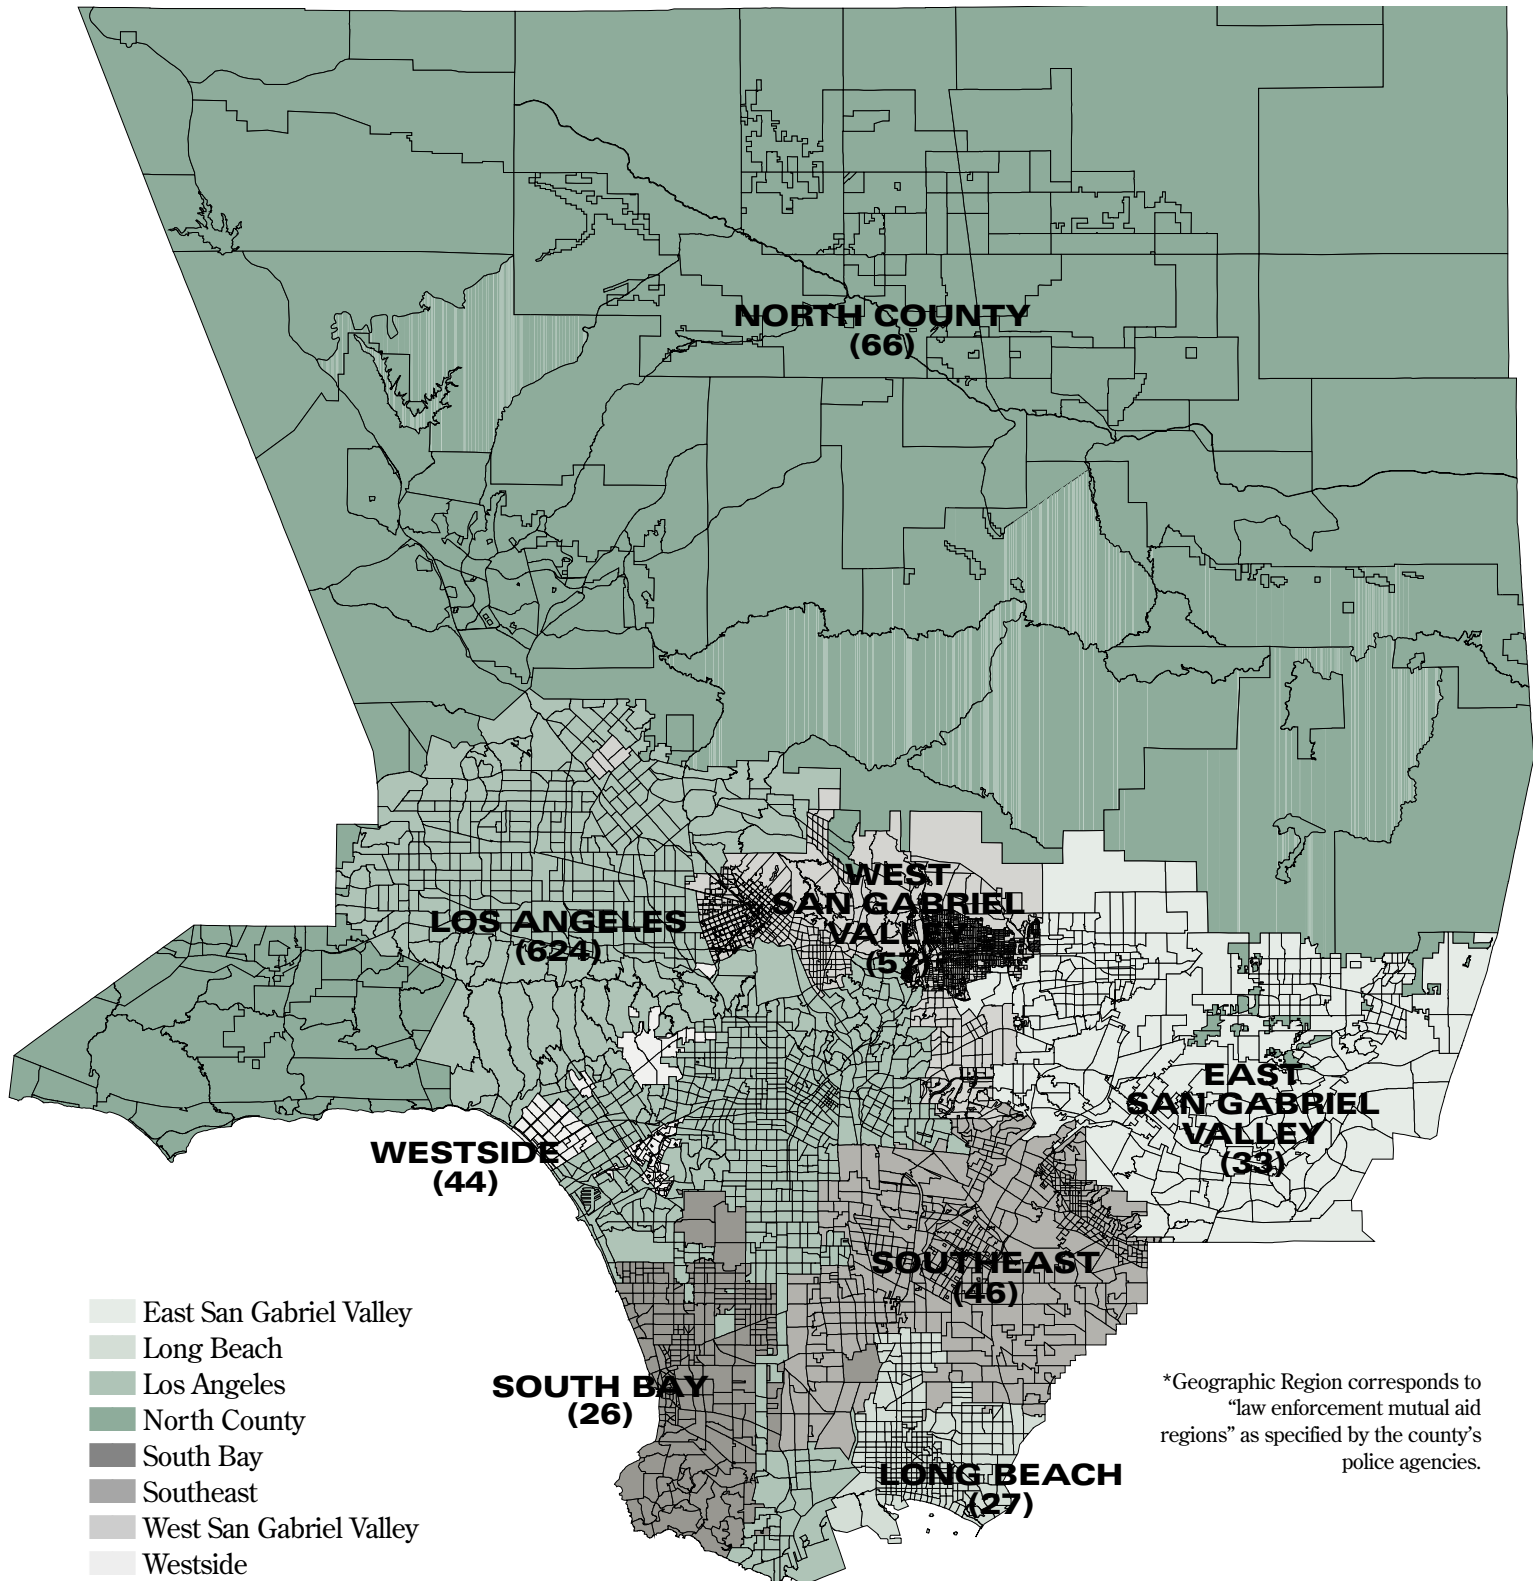 NORTH COUNTY
(66)
WEST
SAN GABRIEL
VALLEY
(57)
LOS ANGELES
(624)
EAST
SAN GABRIEL
VALLEY
(33)
WESTSIDE
(44)
SOUTHEAST
(46)
SOUTH BAY
(26)
LONG BEACH
(27)
East San Gabriel Valley
Long Beach
Los Angeles
North County
South Bay
Southeast
West San Gabriel Valley
Westside
*Geographic Region corresponds to
“law enforcement mutual aid
regions” as specified by the county’s
police agencies.